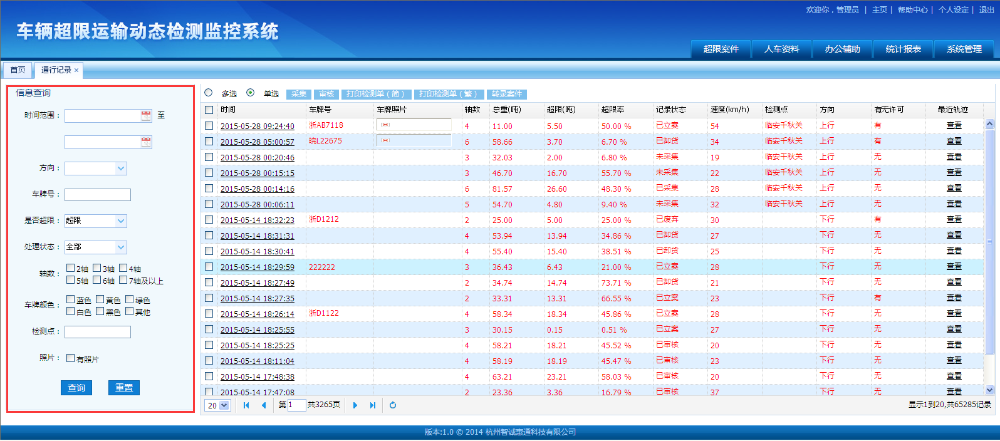 欢迎你，管理员 | 主页 | 帮助中心 | 个人设定 | 退出
车辆超限运输动态检测监控系统
超限案件 人车资料 办公辅助 统计报表 系统管理
首页 通行记录 ×
信息查询
时间范围： 至
方向：
车牌号：
是否超限： 超限
处理状态： 全部
轴数： 2轴 3轴 4轴
5轴 6轴 7轴及以上
车牌颜色： 蓝色 黄色 绿色
白色 黑色 其他
检测点：
照片： 有照片
查询 重置
多选 单选 采集 审核 打印检测单（简） 打印检测单（繁） 转录案件
时间 车牌号 车牌照片 轴数 总重(吨) 超限(吨) 超限率 记录状态 速度(km/h) 检测点 方向 有无许可 最近轨迹
2015-05-28 09:24:40 浙AB7118 4 11.00 5.50 50.00 % 已立案 54 临安千秋关 上行 有 查看
2015-05-28 05:00:57 皖L22675 6 58.66 3.70 6.70 % 已卸货 34 临安千秋关 上行 有 查看
2015-05-28 00:20:46 3 32.03 2.00 6.80 % 未采集 19 临安千秋关 上行 无 查看
2015-05-28 00:15:15 3 46.70 16.70 55.70 % 已采集 22 临安千秋关 上行 无 查看
2015-05-28 00:14:16 6 81.57 26.60 48.30 % 已采集 28 临安千秋关 上行 无 查看
2015-05-28 00:06:11 5 54.70 4.80 9.40 % 未采集 32 临安千秋关 上行 无 查看
2015-05-14 18:32:23 浙D1212 2 25.00 5.00 25.00 % 已废弃 30 下行 有 查看
2015-05-14 18:31:31 4 53.94 13.94 34.86 % 已卸货 27 下行 无 查看
2015-05-14 18:30:41 4 55.40 15.40 38.51 % 已卸货 25 下行 无 查看
2015-05-14 18:29:59 222222 3 36.43 6.43 21.00 % 已立案 28 下行 无 查看
2015-05-14 18:27:49 2 34.74 14.74 73.71 % 已卸货 21 下行 无 查看
2015-05-14 18:27:35 2 33.31 13.31 66.55 % 已立案 23 下行 有 查看
2015-05-14 18:26:14 浙D1122 4 58.34 18.34 45.86 % 已立案 28 下行 无 查看
2015-05-14 18:25:55 3 30.15 0.15 0.51 % 已立案 27 下行 无 查看
2015-05-14 18:25:25 4 58.21 18.21 45.52 % 已审核 20 下行 无 查看
2015-05-14 18:11:04 4 58.19 18.19 45.47 % 已审核 23 下行 无 查看
2015-05-14 17:48:38 4 63.21 23.21 58.03 % 已审核 20 下行 无 查看
2015-05-14 17:47:08 2 23.36 3.36 16.79 % 已审核 37 下行 无 查看
20 第 1 共3265页 显示1到20,共65285记录
版本:1.0 © 2014 杭州智诚惠通科技有限公司